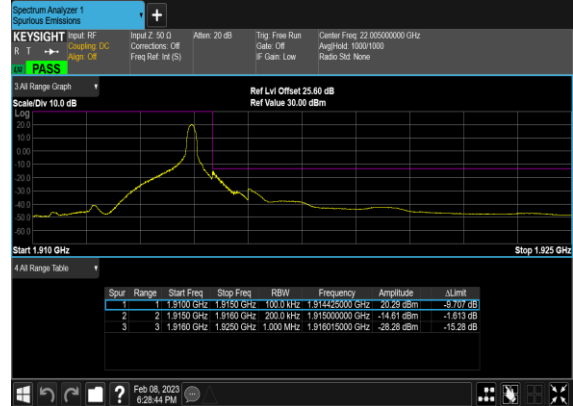 Spectrum Analyzer 1
Spurious Emissions
KEYSIGHT Input: RF Input Z: 50 Ω Atten: 20 dB Trig: Free Run Center Freq: 22.005000000 GHz
R T Coupling: DC Corrections: Off Gate: Off Avg|Hold: 1000/1000
Align: Off Freq Ref: Int (S) IF Gain: Low Radio Std: None
PASS
3 All Range Graph
Ref Lvl Offset 25.60 dB
Scale/Div 10.0 dB Ref Value 30.00 dBm
Log
20.0
10.0
0.00
-10.0
-20.0
-30.0
-40.0
-50.0
-60.0
Start 1.910 GHz Stop 1.925 GHz
4 All Range Table
Spur Range Start Freq Stop Freq RBW Frequency Amplitude ΔLimit
1 1 1.9100 GHz 1.9150 GHz 100.0 kHz 1.914425000 GHz 20.29 dBm -9.707 dB
2 2 1.9150 GHz 1.9160 GHz 200.0 kHz 1.915000000 GHz -14.61 dBm -1.613 dB
3 3 1.9160 GHz 1.9250 GHz 1.000 MHz 1.916015000 GHz -28.28 dBm -15.28 dB
Feb 08, 2023
6:28:44 PM